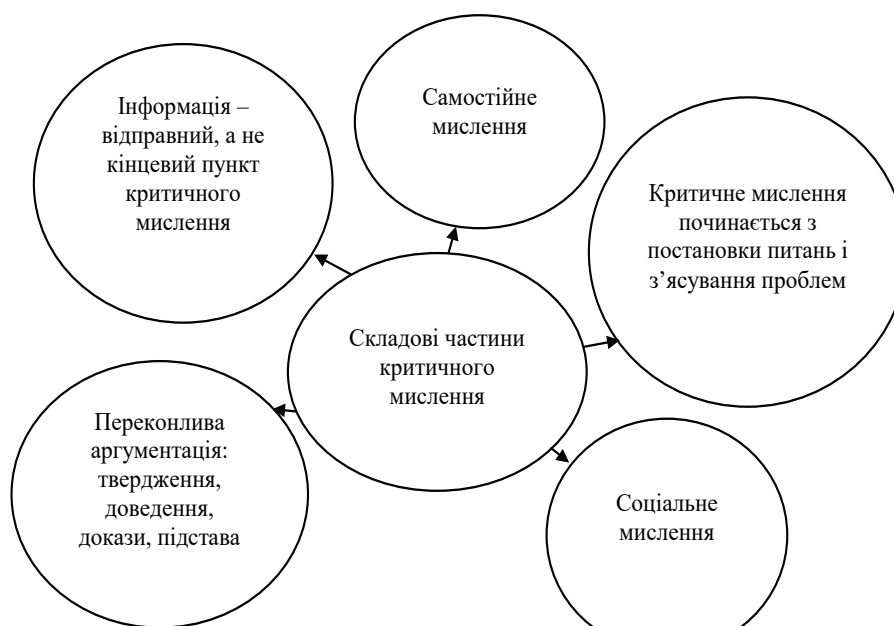 Інформація –
відправний, а не
кінцевий пункт
критичного
мислення
Самостійне
мислення
Критичне мислення
починається з
постановки питань і
з’ясування проблем
Складові частини
критичного
мислення
Переконлива
аргументація:
твердження,
доведення,
докази, підстава
Соціальне
мислення